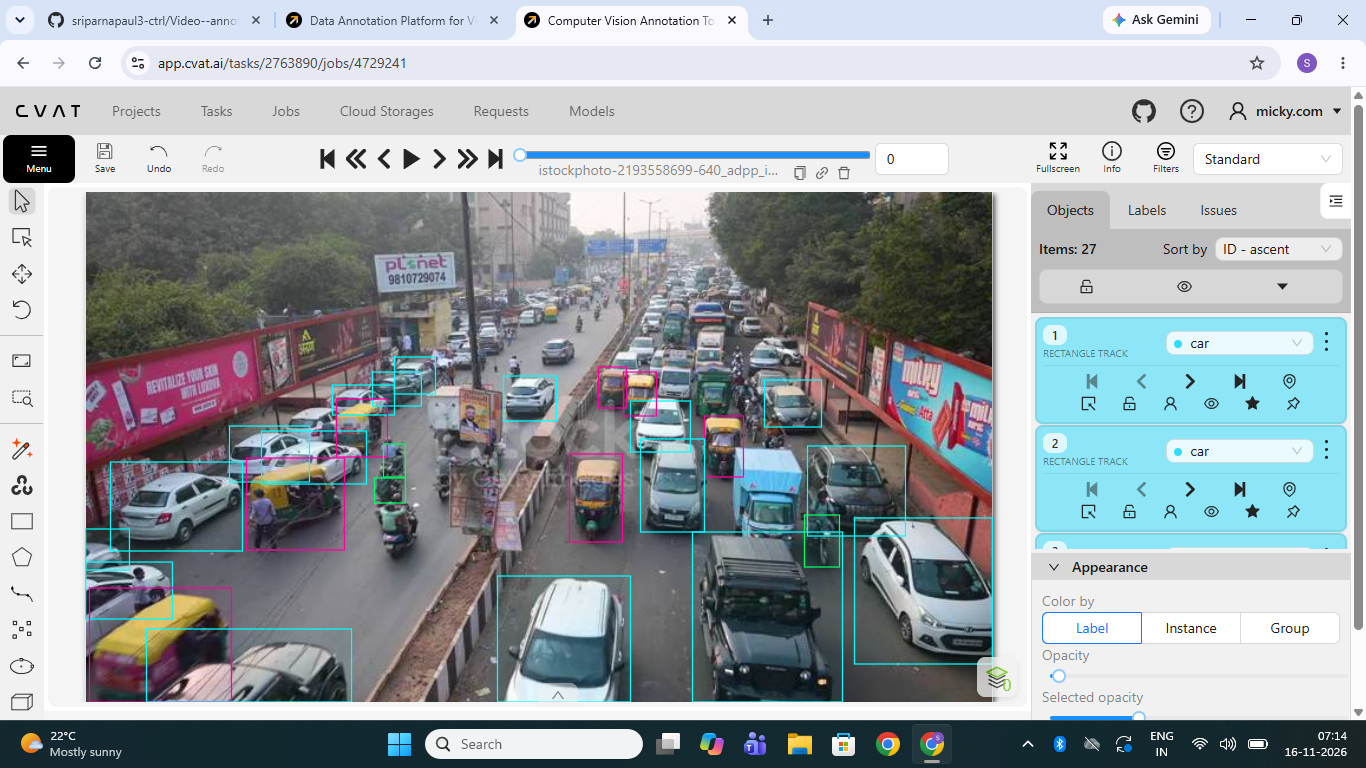 sriparnapaul3-ctrl/Video--anno
Data Annotation Platform for V
Computer Vision Annotation To
Ask Gemini
app.cvat.ai/tasks/2763890/jobs/4729241
S
CVAT
Projects
Tasks
Jobs
Cloud Storages
Requests
Models
micky.com
Menu
Save
Undo
Redo
0
istockphoto-2193558699-640_adpp_i...
Fullscreen
Info
Filters
Standard
Objects
Labels
Issues
Items: 27
Sort by
ID - ascent
planet
9810729074
REVITALIZE YOUR
SKIN WITH LUXOVA
1
RECTANGLE TRACK
car
2
RECTANGLE TRACK
car
Appearance
Color by
Label
Instance
Group
Opacity
Selected opacity
0
22°C
Mostly sunny
Search
ENG
IN
07:14
16-11-2026